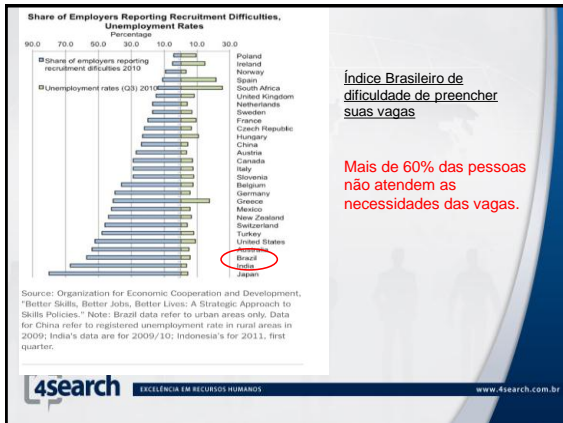 Share of Employers Reporting Recruitment Difficulties,
Unemployment Rates
Percentage
90.0 70.0 50.0 30.0 10.0 10.0 30.0
Share of employers reporting
recruitment dificulties 2010
Unemployment rates (Q3) 2010
Poland
Ireland
Norway
Spain
South Africa
United Kingdom
Netherlands
Sweden
France
Czech Republic
Hungary
China
Austria
Canada
Italy
Slovenia
Belgium
Germany
Greece
Mexico
New Zealand
Switzerland
Turkey
United States
Australia
Brazil
India
Japan
Source: Organization for Economic Cooperation and Development,
"Better Skills, Better Jobs, Better Lives: A Strategic Approach to
Skills Policies." Note: Brazil data refer to urban areas only. Data
for China refer to registered unemployment rate in rural areas in
2009; India's data are for 2009/10; Indonesia's for 2011, first
quarter.
Índice Brasileiro de
dificuldade de preencher
suas vagas
Mais de 60% das pessoas
não atendem as
necessidades das vagas.
4search EXCELÊNCIA EM RECURSOS HUMANOS www.4search.com.br